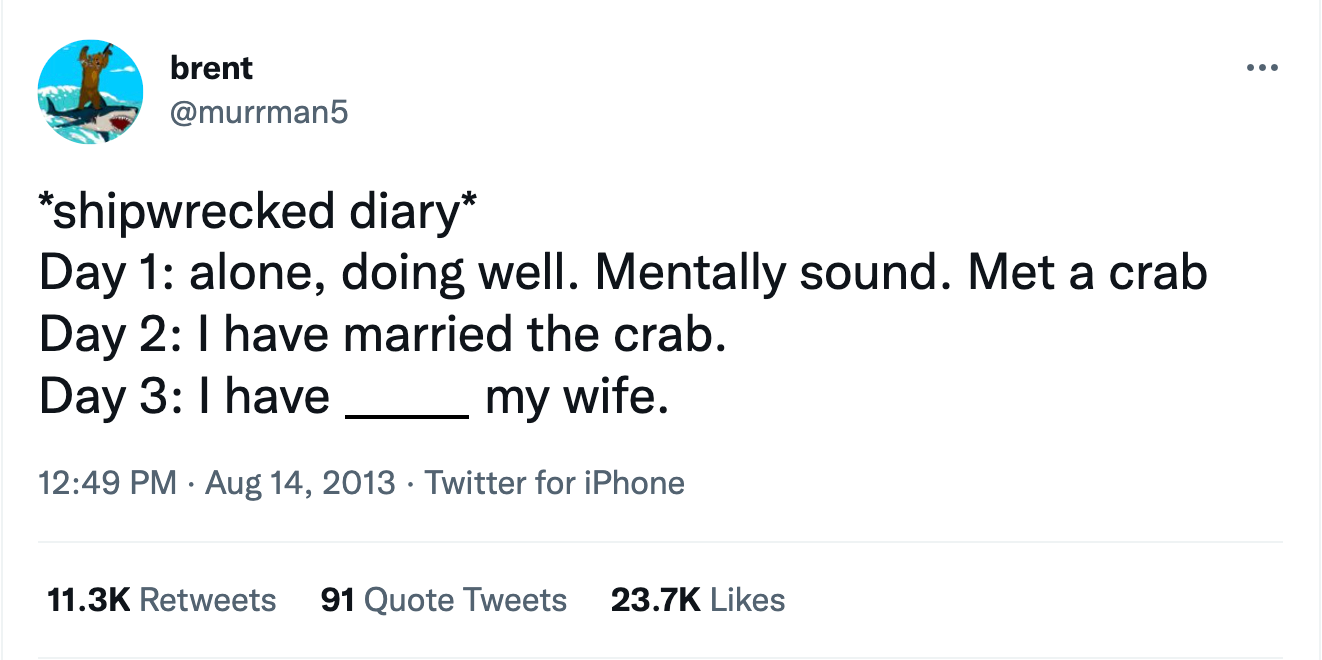 brent
@murrman5
*shipwrecked diary*
Day 1: alone, doing well. Mentally sound. Met a crab
Day 2: I have married the crab.
Day 3: I have _____ my wife.
12:49 PM · Aug 14, 2013 · Twitter for iPhone
11.3K Retweets 91 Quote Tweets 23.7K Likes